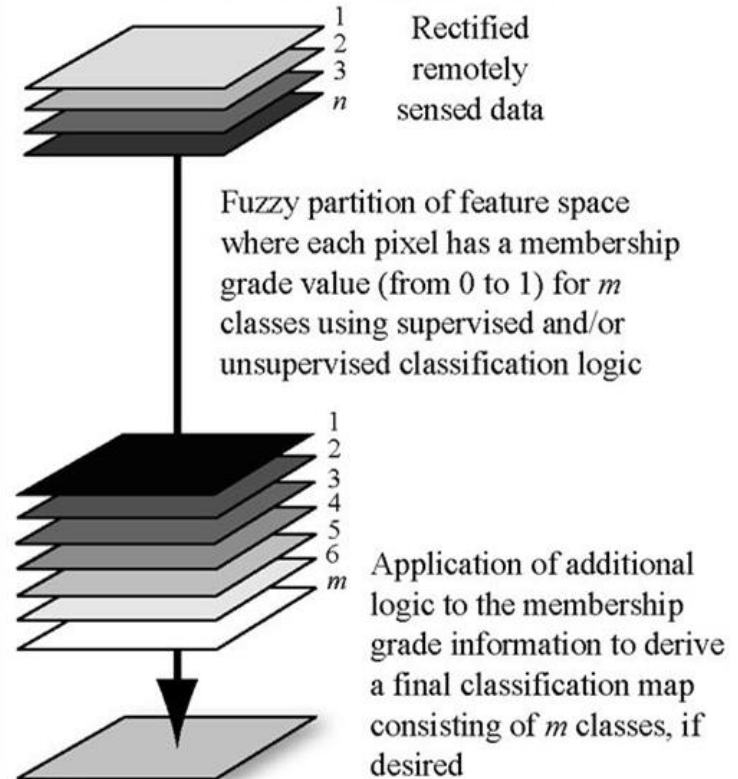 1
2
3
n
Rectified
remotely
sensed data
Fuzzy partition of feature space
where each pixel has a membership
grade value (from 0 to 1) for m
classes using supervised and/or
unsupervised classification logic
1
2
3
4
5
6
m
Application of additional
logic to the membership
grade information to derive
a final classification map
consisting of m classes, if
desired